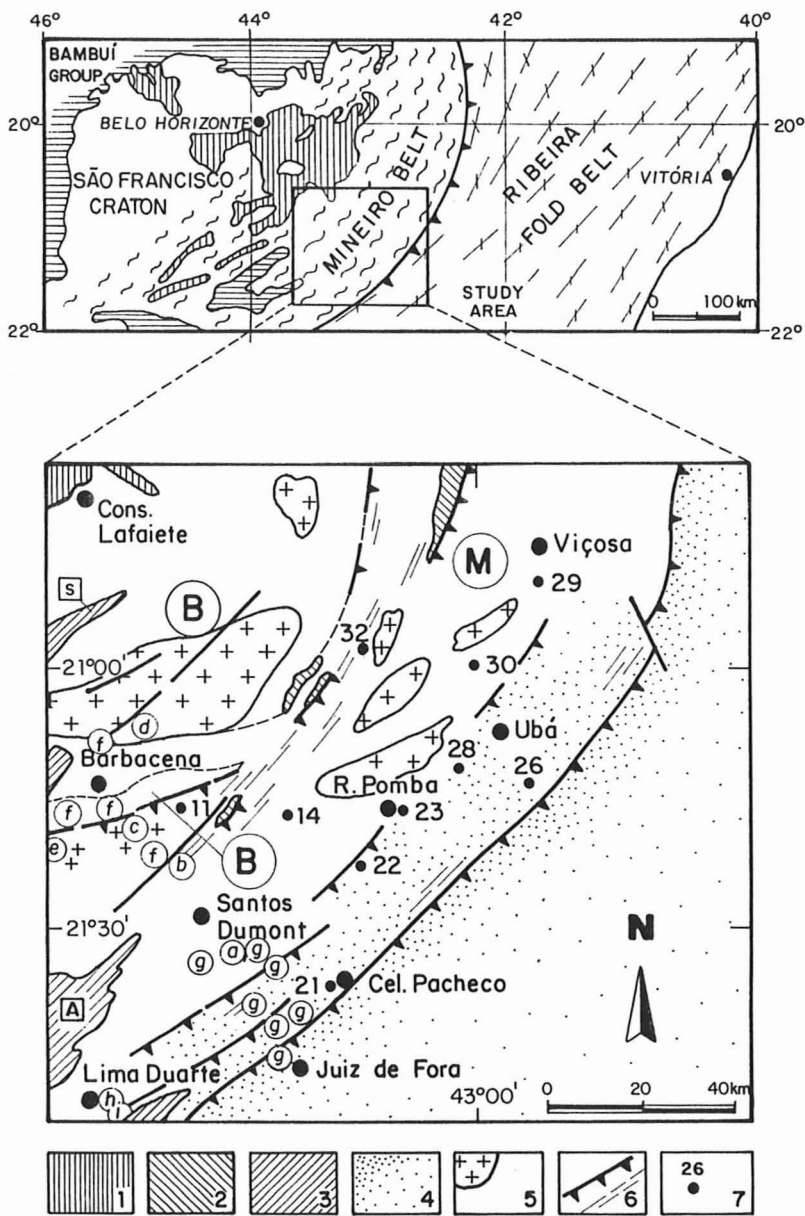 46° 44° 42° 40°
BAMBUÍ
GROUP
BELO HORIZONTE
20° 20°
SÃO FRANCISCO
CRATON
MINEIRO BELT
RIBEIRA
FOLD BELT
VITÓRIA
STUDY
AREA
0 100 km
22° 22°
Cons.
Lafaiete
M
Viçosa
29
S
B
32
21°00'
30
d
Ubá
f
28
Barbacena
R. Pomba
26
f f 11
14
23
c
e f b
B
22
Santos
Dumont
21°30'
N
g a g
g
21
Cel. Pacheco
A
g g
g
g
Juiz de Fora
Lima Duarte
h
i
43°00'
0 20 40km
1 2 3 4 5 6 26 7